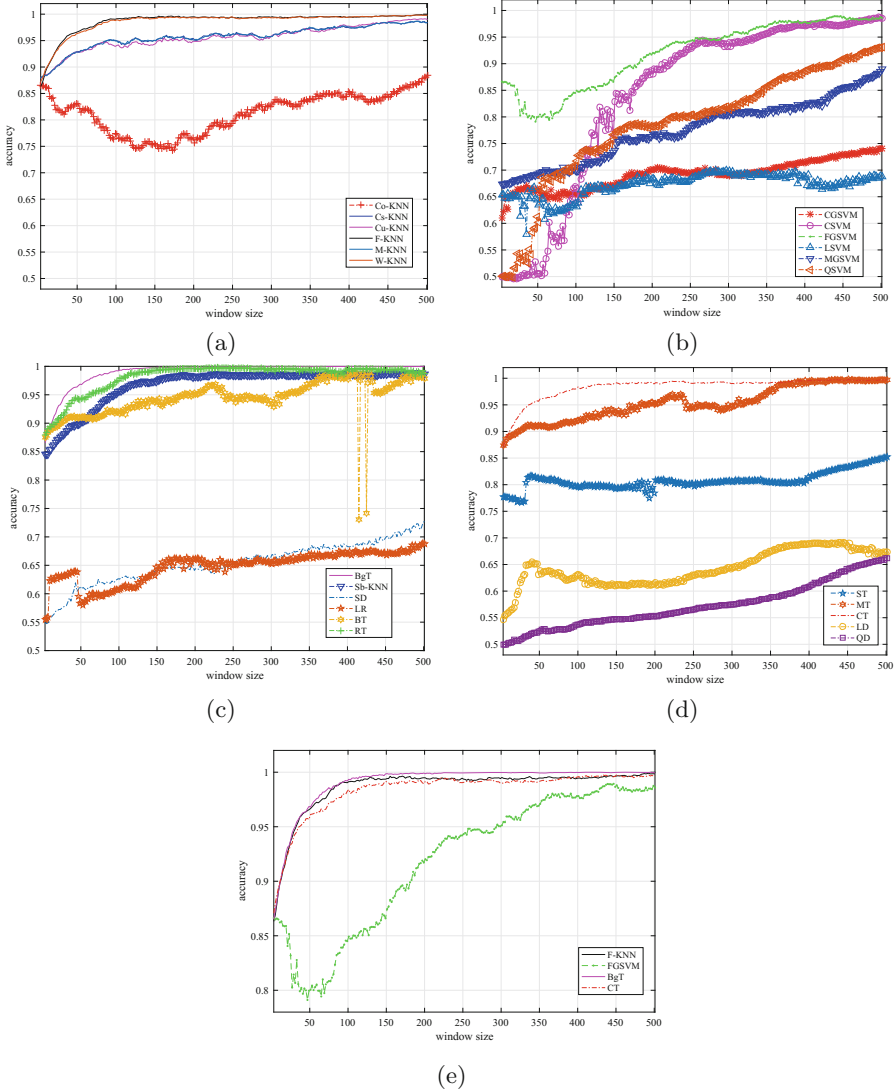 1
0.95
0.9
0.85
0.8
0.75
0.7
0.65
0.6
0.55
0.5
accuracy
50 100 150 200 250 300 350 400 450 500
window size
Co-KNN
Cs-KNN
Cu-KNN
F-KNN
M-KNN
W-KNN
(a)
1
0.95
0.9
0.85
0.8
0.75
0.7
0.65
0.6
0.55
0.5
accuracy
50 100 150 200 250 300 350 400 450 500
window size
CGSVM
CSVM
FGSVM
LSVM
MGSVM
QSVM
(b)
1
0.95
0.9
0.85
0.8
0.75
0.7
0.65
0.6
0.55
0.5
accuracy
50 100 150 200 250 300 350 400 450 500
window size
BgT
Sb-KNN
SD
LR
BT
RT
(c)
1
0.95
0.9
0.85
0.8
0.75
0.7
0.65
0.6
0.55
0.5
accuracy
50 100 150 200 250 300 350 400 450 500
window size
ST
MT
CT
LD
QD
(d)
1
0.95
0.9
0.85
0.8
accuracy
50 100 150 200 250 300 350 400 450 500
window size
F-KNN
FGSVM
BgT
CT
(e)